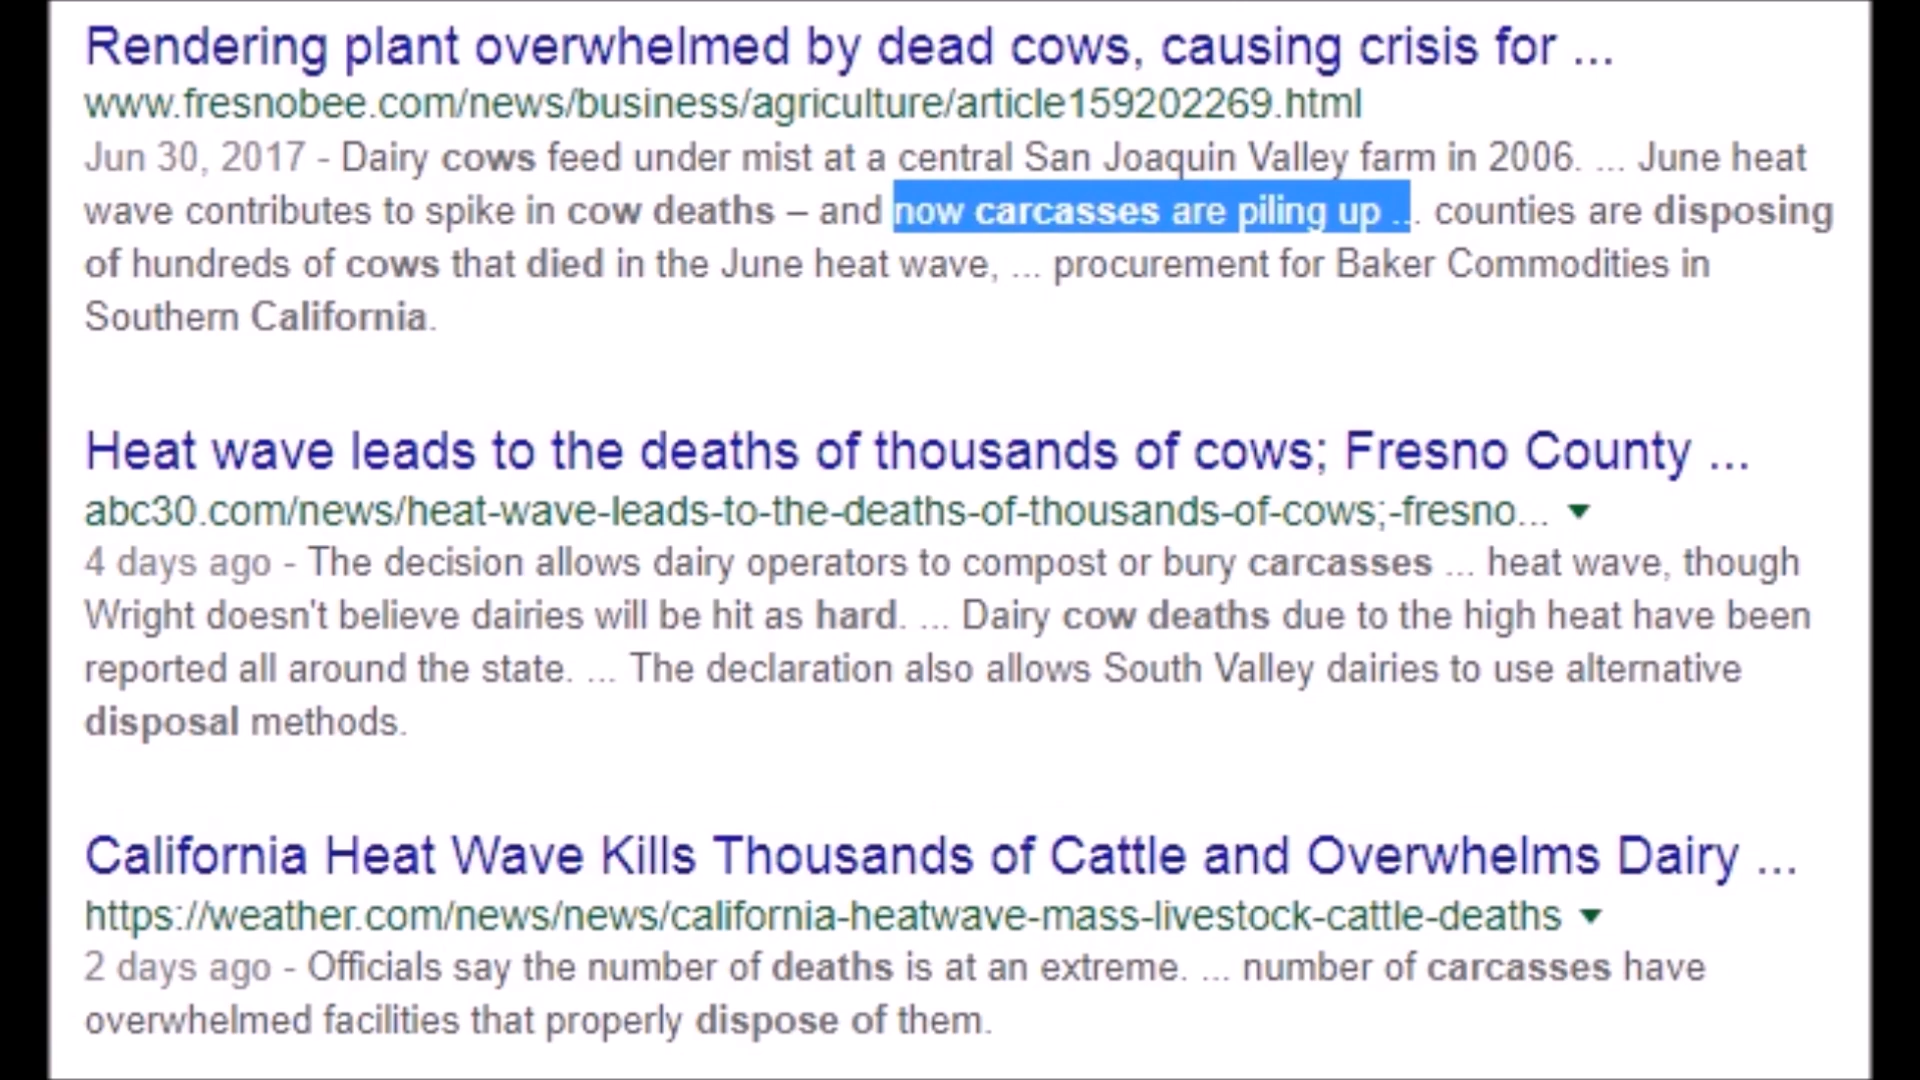 Rendering plant overwhelmed by dead cows, causing crisis for ...
www.fresnobee.com/news/business/agriculture/article159202269.html
Jun 30, 2017 - Dairy cows feed under mist at a central San Joaquin Valley farm in 2006. ... June heat
wave contributes to spike in cow deaths – and now carcasses are piling up ... counties are disposing
of hundreds of cows that died in the June heat wave, ... procurement for Baker Commodities in
Southern California.
Heat wave leads to the deaths of thousands of cows; Fresno County ...
abc30.com/news/heat-wave-leads-to-the-deaths-of-thousands-of-cows;-fresno...
4 days ago - The decision allows dairy operators to compost or bury carcasses ... heat wave, though
Wright doesn't believe dairies will be hit as hard. ... Dairy cow deaths due to the high heat have been
reported all around the state. ... The declaration also allows South Valley dairies to use alternative
disposal methods.
California Heat Wave Kills Thousands of Cattle and Overwhelms Dairy ...
https://weather.com/news/news/california-heatwave-mass-livestock-cattle-deaths
2 days ago - Officials say the number of deaths is at an extreme. ... number of carcasses have
overwhelmed facilities that properly dispose of them.